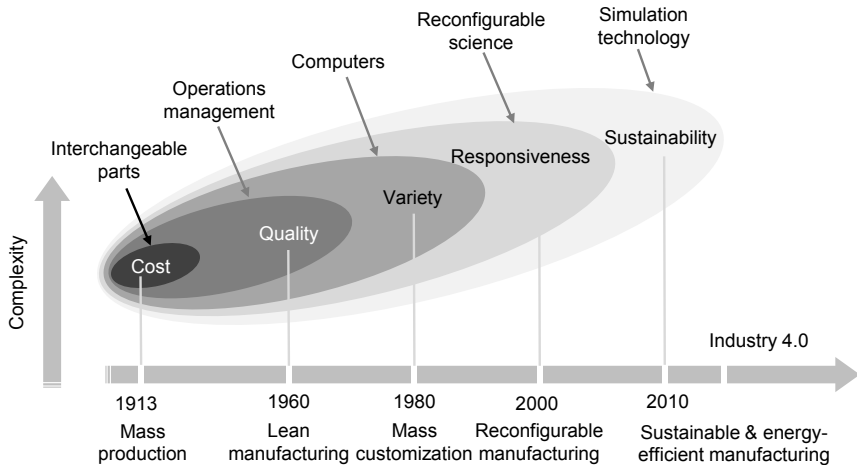 Simulation
technology
Reconfigurable
science
Computers
Operations
management
Interchangeable
parts
Sustainability
Responsiveness
Variety
Quality
Cost
Complexity
Industry 4.0
1913
1960
1980
2000
2010
Mass
production
Lean
manufacturing
Mass
customization
Reconfigurable
manufacturing
Sustainable & energy-
efficient manufacturing